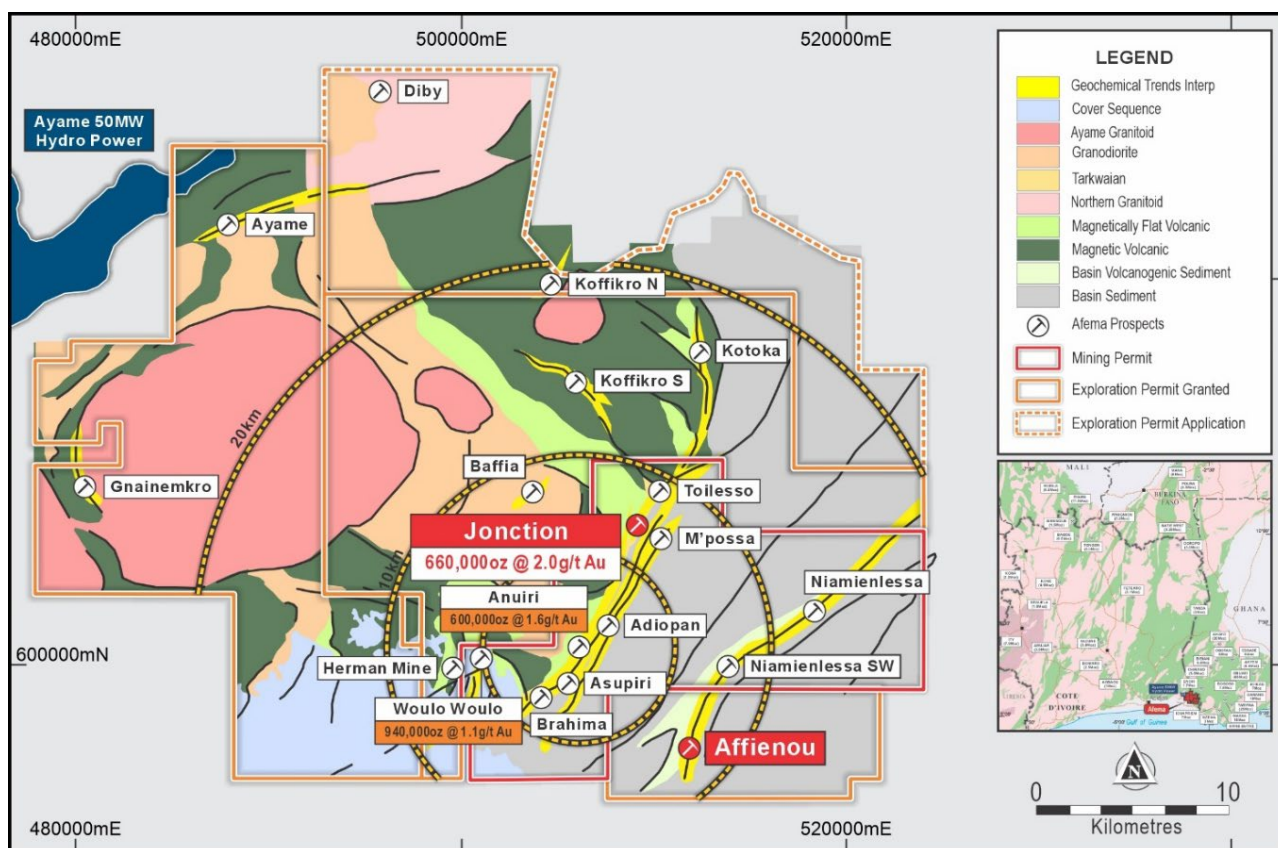 480000mE
500000mE
520000mE
Ayame 50MW
Hydro Power
Diby
Ayame
Koffikro N
Kotoka
Koffikro S
20km
Baffia
Gnainemkro
Toilesso
Jonction
660,000oz @ 2.0g/t Au
M'possa
10km
Anuiri
600,000oz @ 1.6g/t Au
Niamienlessa
Adiopan
600000mN
Herman Mine
Niamienlessa SW
Asupiri
Woulo Woulo
940,000oz @ 1.1g/t Au
Brahima
Affienou
480000mE
520000mE
LEGEND
Geochemical Trends Interp
Cover Sequence
Ayame Granitoid
Granodiorite
Tarkwaian
Northern Granitoid
Magnetically Flat Volcanic
Magnetic Volcanic
Basin Volcanogenic Sediment
Basin Sediment
Afema Prospects
Mining Permit
Exploration Permit Granted
Exploration Permit Application
MALI
BURKINA
FASO
GHANA
COTE
D'IVOIRE
Afema
Gulf of Guinea
N
0
10
Kilometres